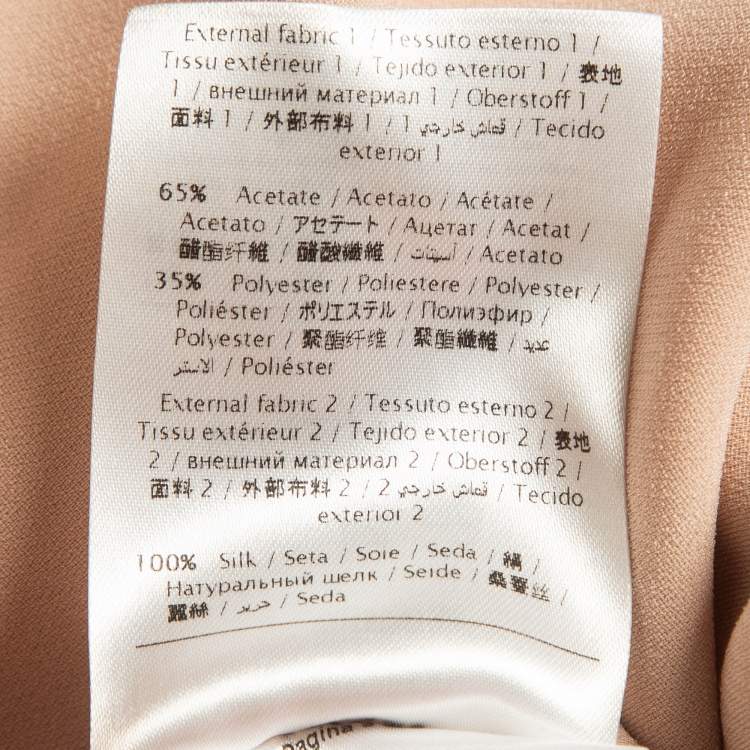 External fabric 1 / Tessuto esterno 1 /
Tissu extérieur 1 / Tejido exterior 1 / 表地
1 / внешний материал 1 / Oberstoff 1 /
面料 1 / 外部布料 1 / قماش خارجي 1 / Tecido
exterior 1
65% Acetate / Acetato / Acétate /
Acetato / アセテート / Ацетат / Acetat /
醋酯纤维 / 醋酸纖維 / أسيتات / Acetato
35% Polyester / Poliestere / Polyester /
Poliéster / ポリエステル / Полиэфир /
Polyester / 聚酯纤维 / 聚酯纖維 / عديد
الاستر / Poliéster
External fabric 2 / Tessuto esterno 2 /
Tissu extérieur 2 / Tejido exterior 2 / 表地
2 / внешний материал 2 / Oberstoff 2 /
面料 2 / 外部布料 2 / قماش خارجي 2 / Tecido
exterior 2
100% Silk / Seta / Soie / Seda / 絹 /
Натуральный шелк / Seide / 桑蚕丝 /
蠶絲 / حرير / Seda
Pagina